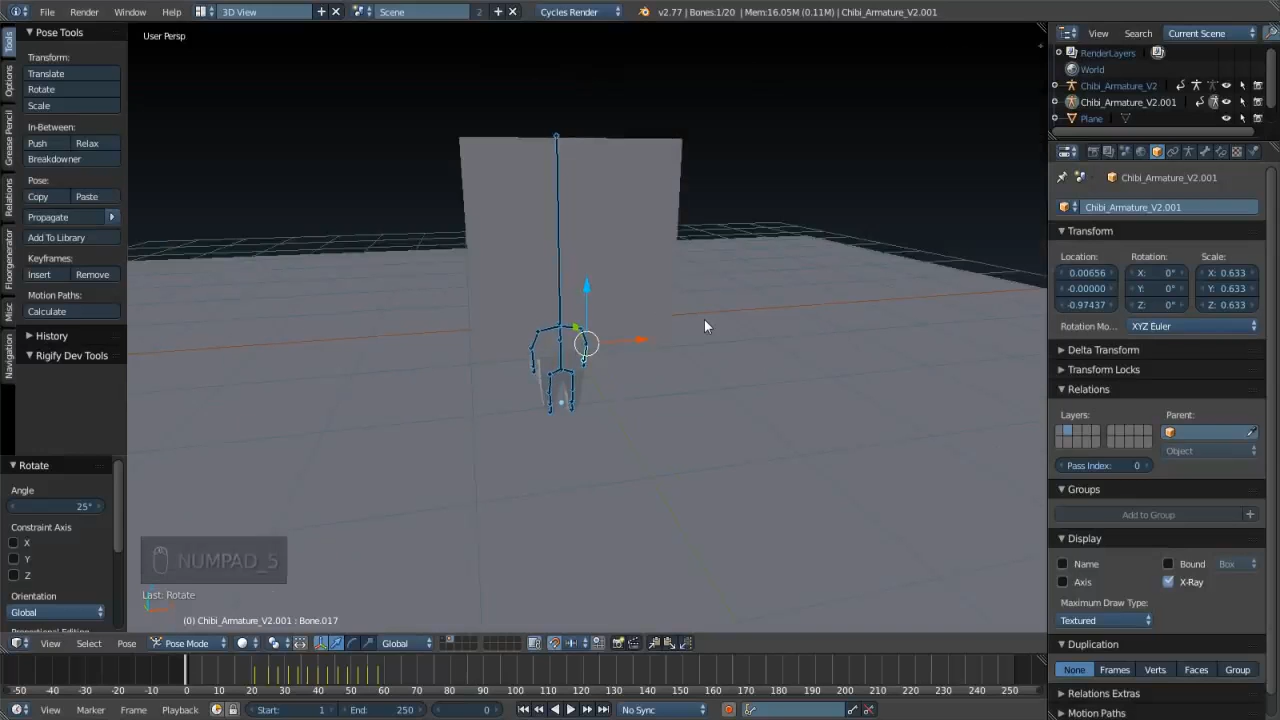 File Render Window Help 3D View Scene 2 Cycles Render v2.77 | Bones:1/20 | Mem:16.05M (0.11M) | Chibi_Armature_V2.001
Tools
Options
Grease Pencil
Relations
Fluorgenerator
Misc
Navigation
Pose Tools
Transform:
Translate
Rotate
Scale
In-Between:
Push Relax
Breakdowner
Pose:
Copy Paste
Propagate
Add To Library
Keyframes:
Insert Remove
Motion Paths:
Calculate
History
Rigify Dev Tools
Rotate
Angle
25°
Constraint Axis
X
Y
Z
Orientation
Global
User Persp
NUMPAD_5
Last: Rotate
(0) Chibi_Armature_V2.001 : Bone.017
View Select Pose Pose Mode Global
View Search Current Scene
RenderLayers
World
Chibi_Armature_V2
Chibi_Armature_V2.001
Plane
Chibi_Armature_V2.001
Chibi_Armature_V2.001
Transform
Location: Rotation: Scale:
0.00656 X: 0° X: 0.633
-0.00000 Y: 0° Y: 0.633
-0.97437 Z: 0° Z: 0.633
Rotation Mo... XYZ Euler
Delta Transform
Transform Locks
Relations
Layers: Parent:
Object
Pass Index: 0
Groups
Add to Group
Display
Name Bound Box
Axis X-Ray
Maximum Draw Type:
Textured
Duplication
None Frames Verts Faces Group
Relations Extras
Motion Paths
-50 -40 -30 -20 -10 0 10 20 30 40 50 60 70 80 90 100 110 120 130 140 150 160 170 180 190 200 210 220 230 240 250
View Marker Frame Playback Start: 1 End: 250 0 No Sync